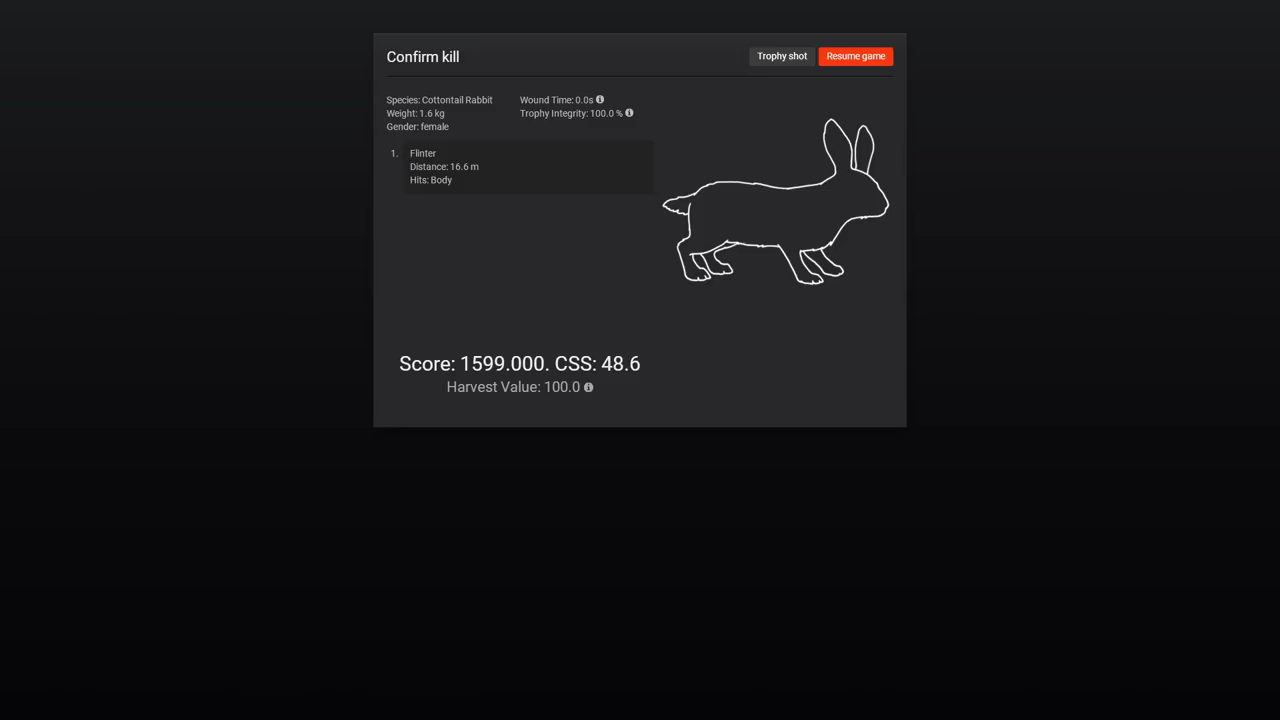 Confirm kill
Trophy shot
Resume game
Species: Cottontail Rabbit
Weight: 1.6 kg
Gender: female
Wound Time: 0.0s
Trophy Integrity: 100.0 %
1.
Flinter
Distance: 16.6 m
Hits: Body
Score: 1599.000. CSS: 48.6
Harvest Value: 100.0